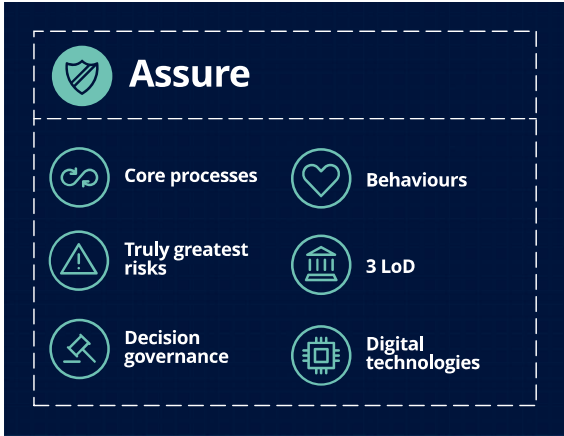 Assure
Core processes
Behaviours
Truly greatest
risks
3 LoD
Decision
governance
Digital
technologies